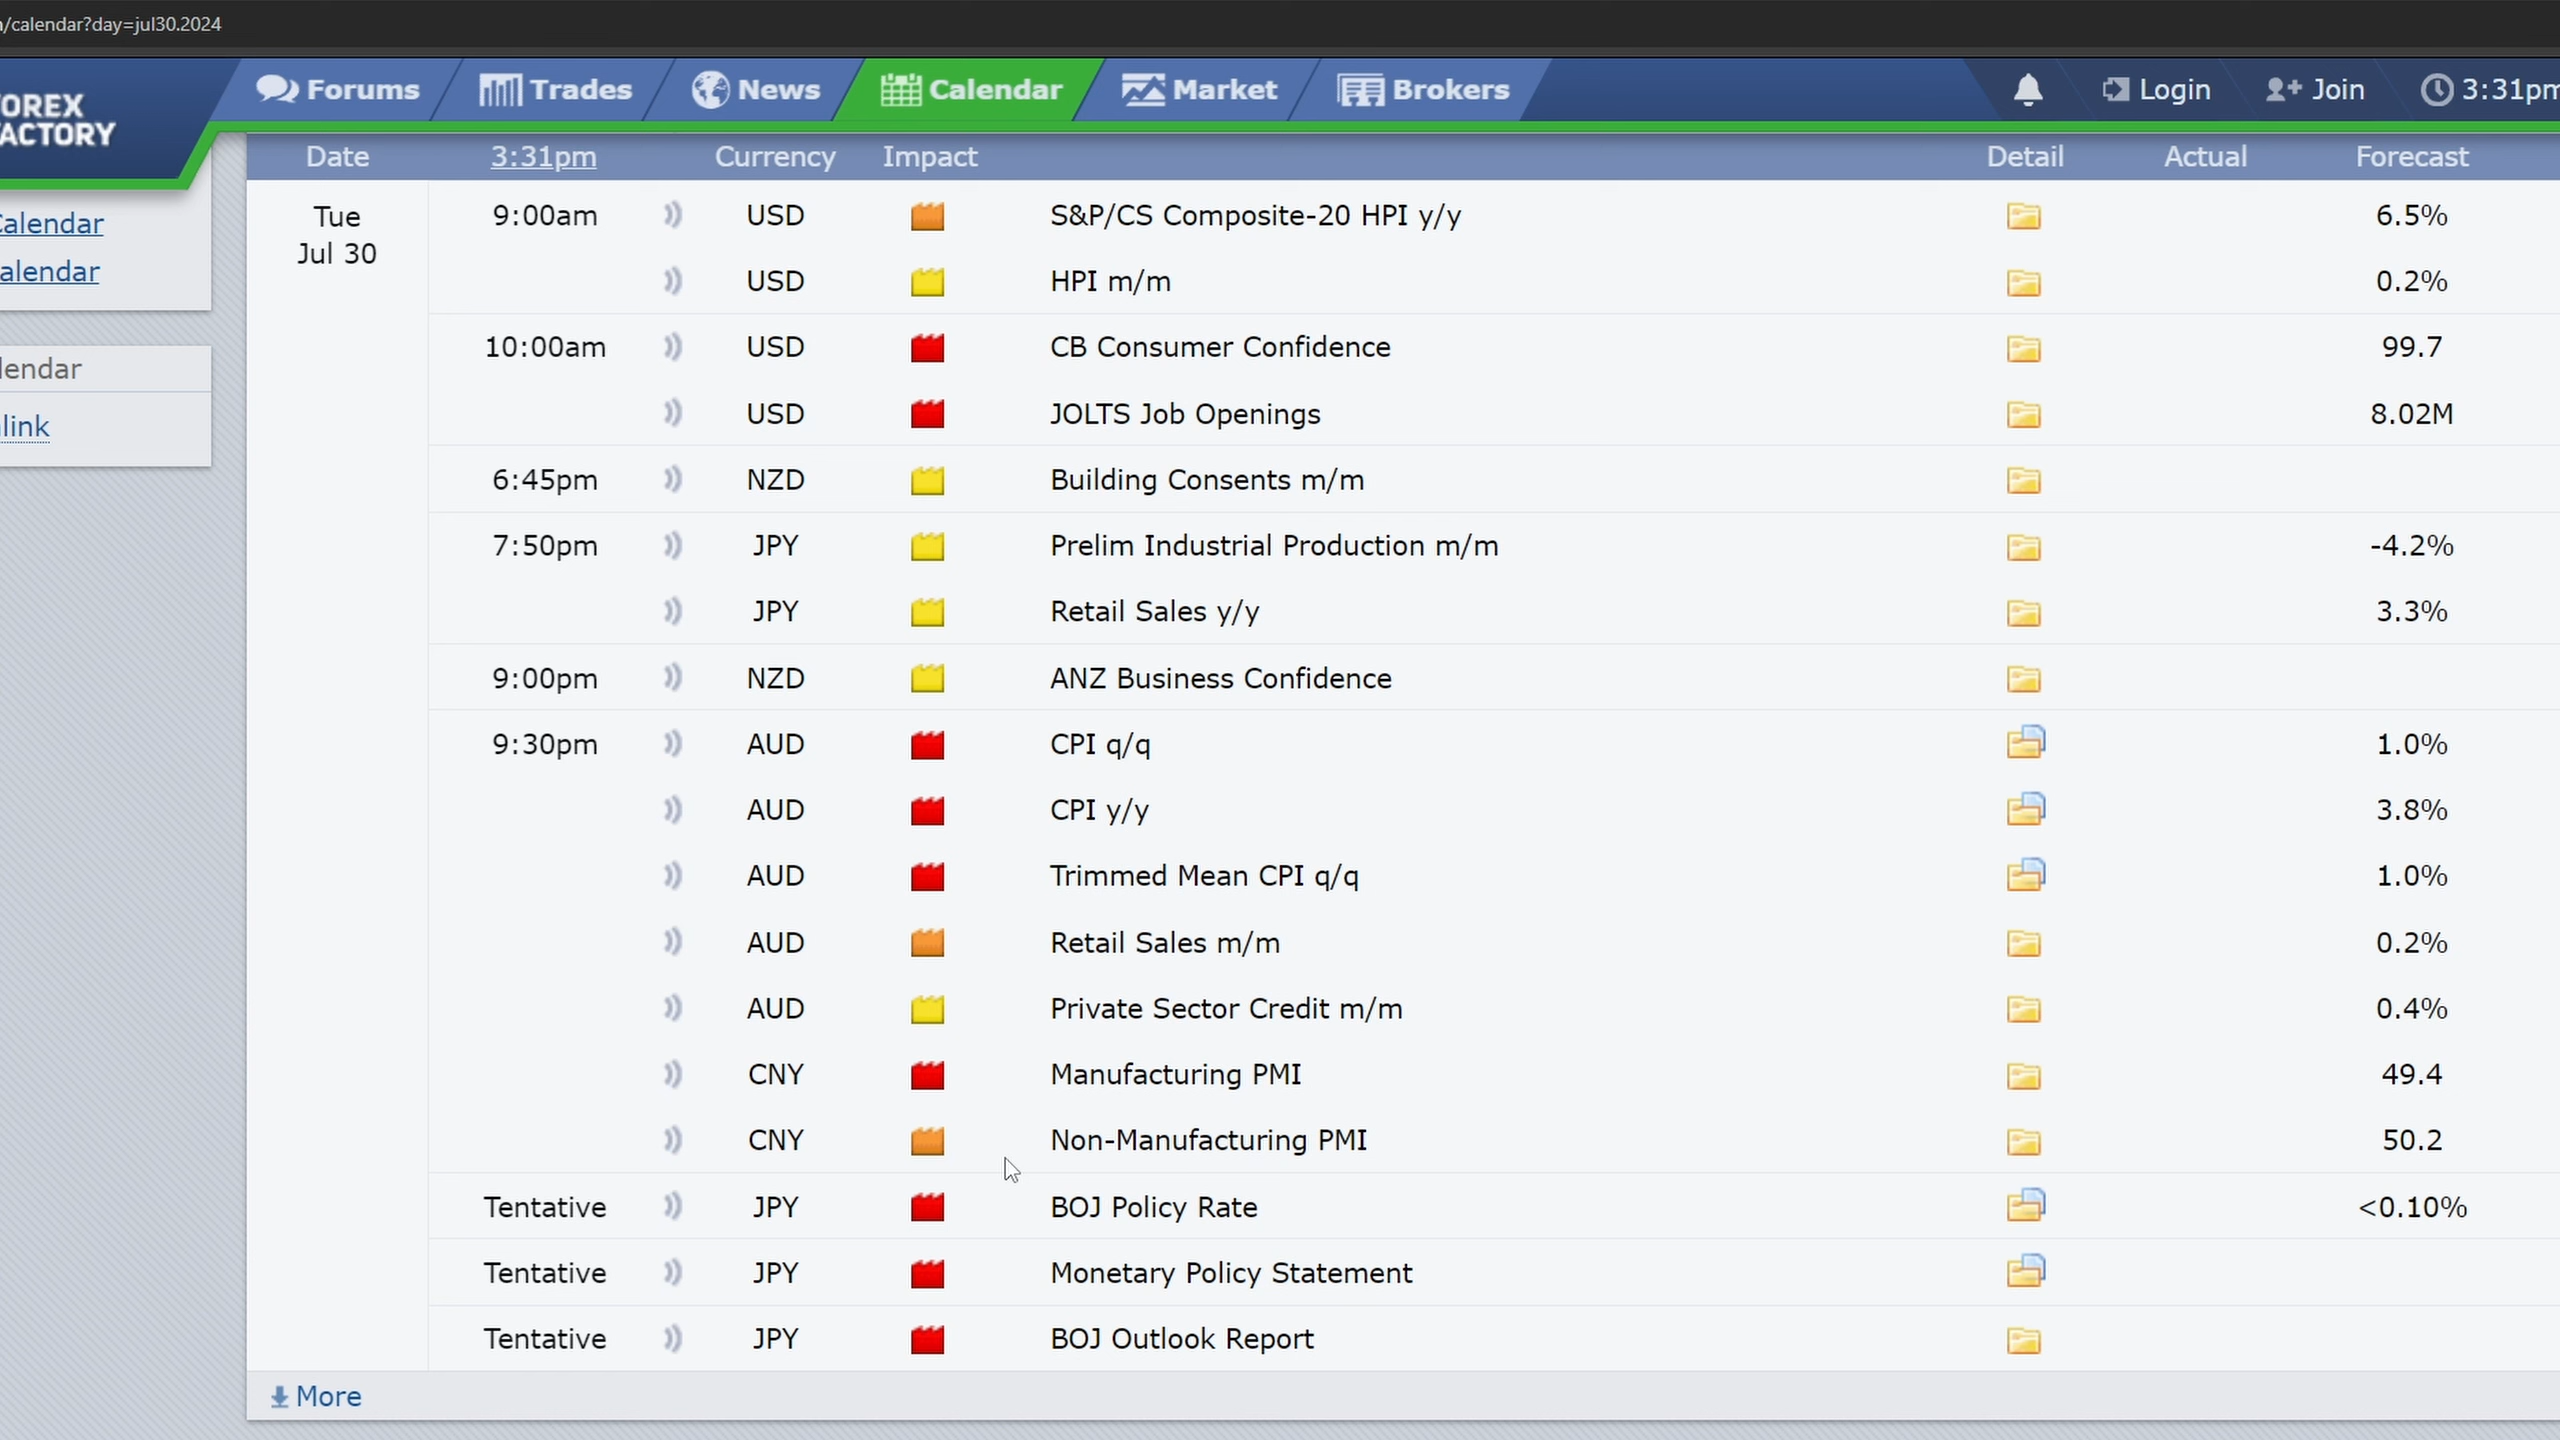 /calendar?day=jul30.2024
Forums Trades News Calendar Market Brokers Login Join 3:31pm
OREX
ACTORY
Date 3:31pm Currency Impact Detail Actual Forecast
Calendar
alendar
lendar
link
Tue
Jul 30
9:00am USD S&P/CS Composite-20 HPI y/y 6.5%
USD HPI m/m 0.2%
10:00am USD CB Consumer Confidence 99.7
USD JOLTS Job Openings 8.02M
6:45pm NZD Building Consents m/m
7:50pm JPY Prelim Industrial Production m/m -4.2%
JPY Retail Sales y/y 3.3%
9:00pm NZD ANZ Business Confidence
9:30pm AUD CPI q/q 1.0%
AUD CPI y/y 3.8%
AUD Trimmed Mean CPI q/q 1.0%
AUD Retail Sales m/m 0.2%
AUD Private Sector Credit m/m 0.4%
CNY Manufacturing PMI 49.4
CNY Non-Manufacturing PMI 50.2
Tentative JPY BOJ Policy Rate <0.10%
Tentative JPY Monetary Policy Statement
Tentative JPY BOJ Outlook Report
More